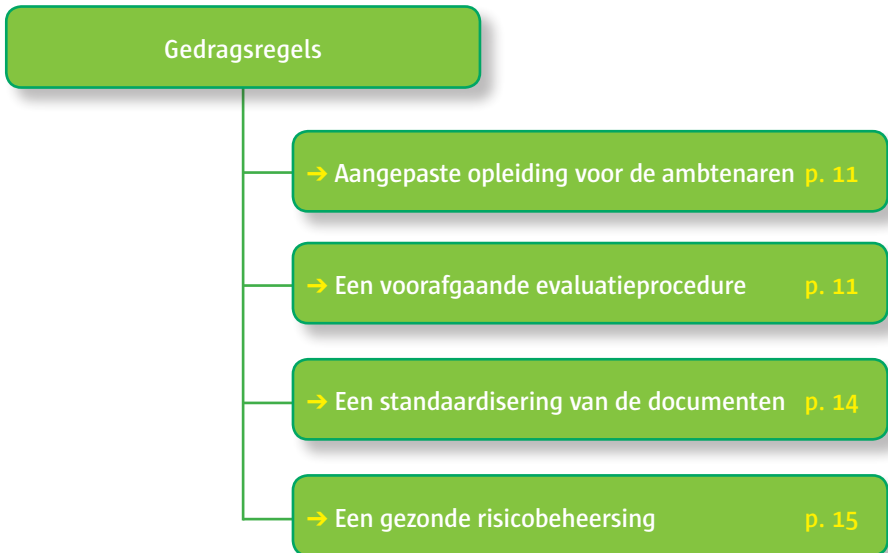 Gedragsregels
➔ Aangepaste opleiding voor de ambtenaren p. 11
➔ Een voorafgaande evaluatieprocedure p. 11
➔ Een standaardisering van de documenten p. 14
➔ Een gezonde risicobeheersing p. 15